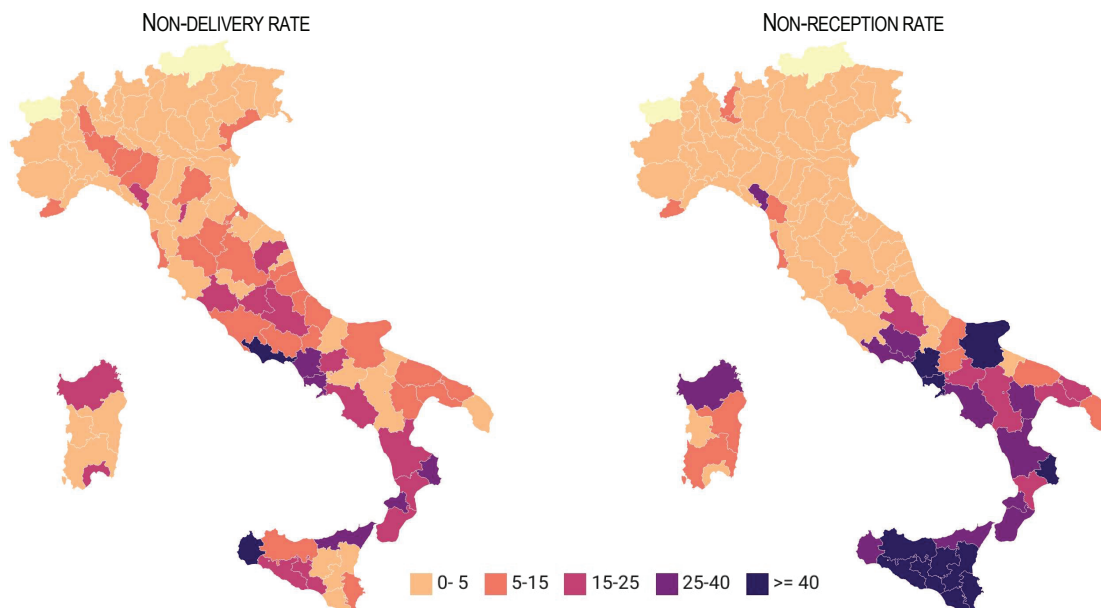 NON-DELIVERY RATE
NON-RECEPTION RATE
0- 5
5-15
15-25
25-40
>= 40